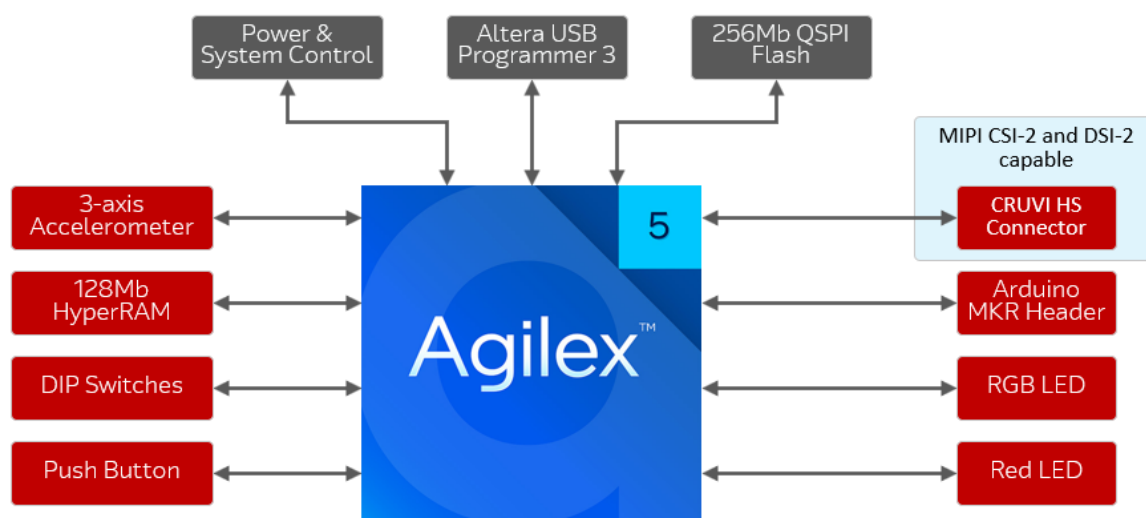 Power &
System Control
Altera USB
Programmer 3
256Mb QSPI
Flash
MIPI CSI-2 and DSI-2
capable
3-axis
Accelerometer
5
CRUVI HS
Connector
128Mb
HyperRAM
Arduino
MKR Header
Agilex™
DIP Switches
RGB LED
Push Button
Red LED